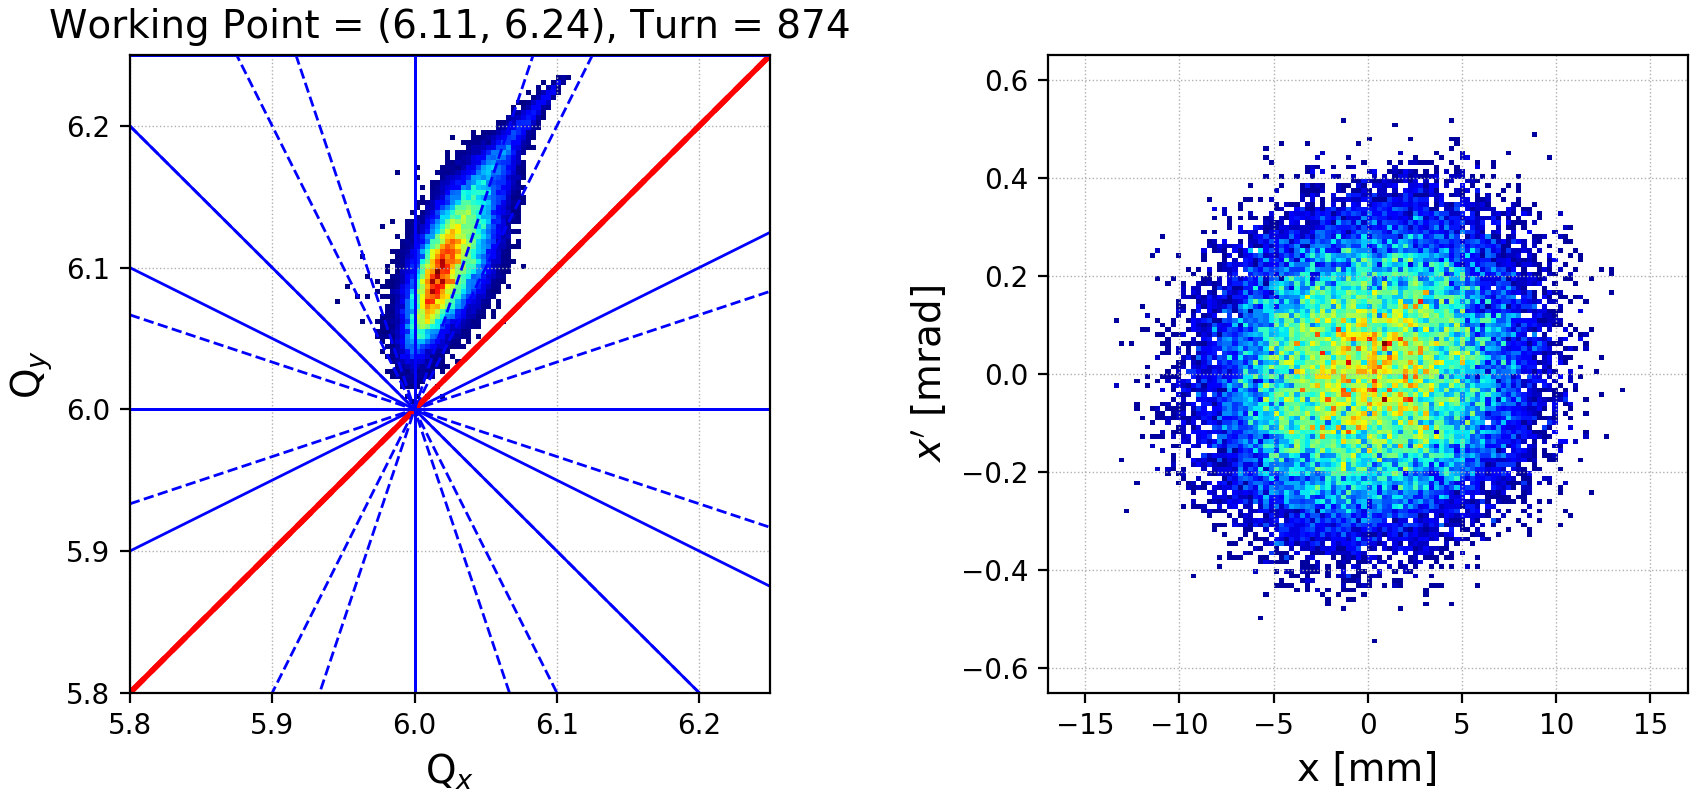 Working Point = (6.11, 6.24), Turn = 874
6.2
6.1
6.0
5.9
5.8
Q_y
5.8 5.9 6.0 6.1 6.2
Q_x
0.6
0.4
0.2
0.0
−0.2
−0.4
−0.6
x′ [mrad]
−15 −10 −5 0 5 10 15
x [mm]